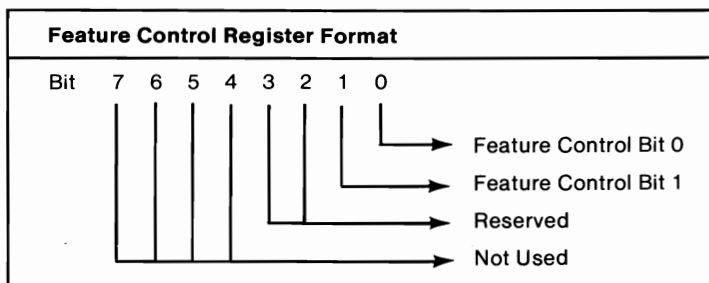 Feature Control Register Format
Bit 7 6 5 4 3 2 1 0
Feature Control Bit 0
Feature Control Bit 1
Reserved
Not Used